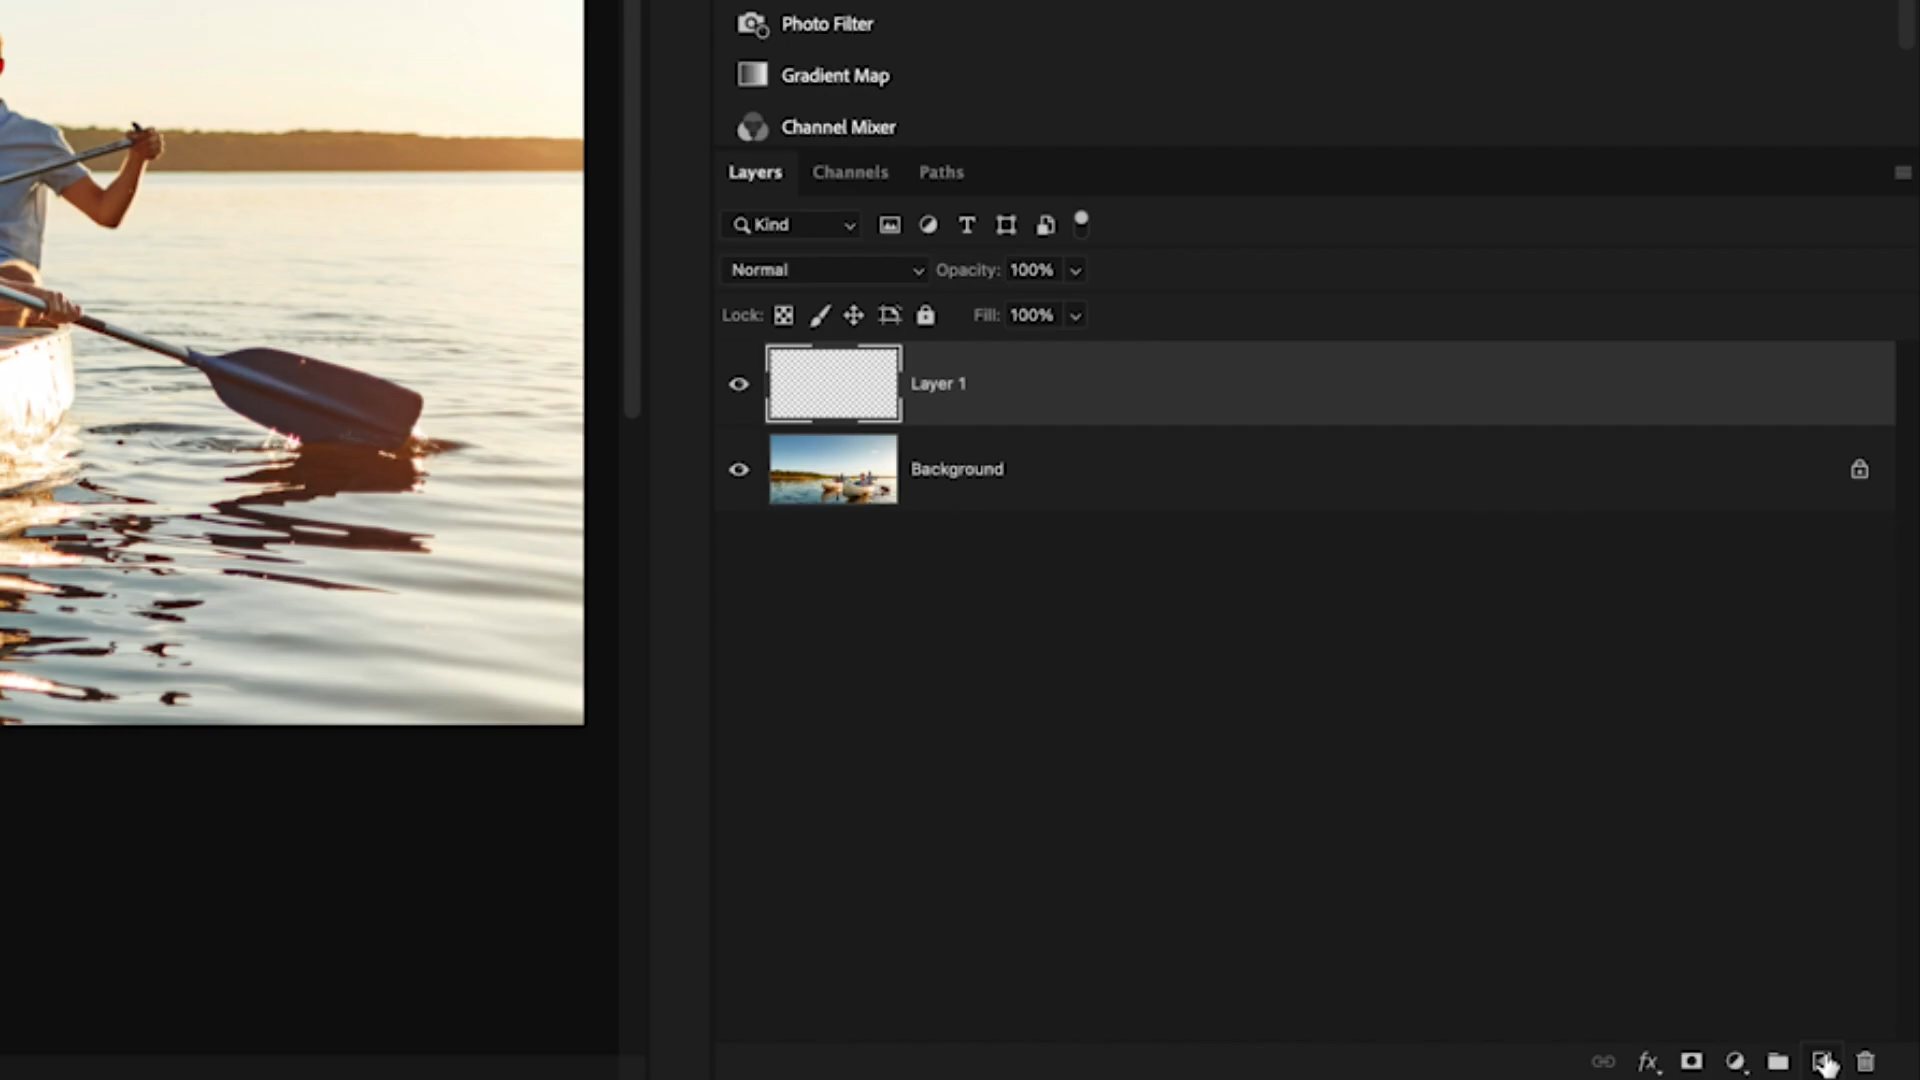 Photo Filter
Gradient Map
Channel Mixer
Layers Channels Paths
Kind T
Normal Opacity: 100%
Lock: Fill: 100%
Layer 1
Background
fx